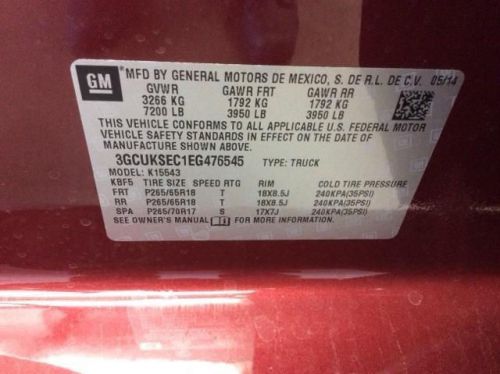 GM
MFD BY GENERAL MOTORS DE MEXICO, S. DE R.L. DE C.V. 05/14
GVWR GAWR FRT GAWR RR
3266 KG 1792 KG 1792 KG
7200 LB 3950 LB 3950 LB
THIS VEHICLE CONFORMS TO ALL APPLICABLE U.S. FEDERAL MOTOR
VEHICLE SAFETY STANDARDS IN EFFECT ON THE DATE OF
MANUFACTURE SHOWN ABOVE.
3GCUKSEC1EG476545 TYPE: TRUCK
MODEL: K15543
KBF5 TIRE SIZE SPEED RTG RIM COLD TIRE PRESSURE
FRT P265/65R18 T 18X8.5J 240KPA(35PSI)
RR P265/65R18 T 18X8.5J 240KPA(35PSI)
SPA P265/70R17 S 17X7J 240KPA(35PSI)
SEE OWNER'S MANUAL FOR MORE INFORMATION.